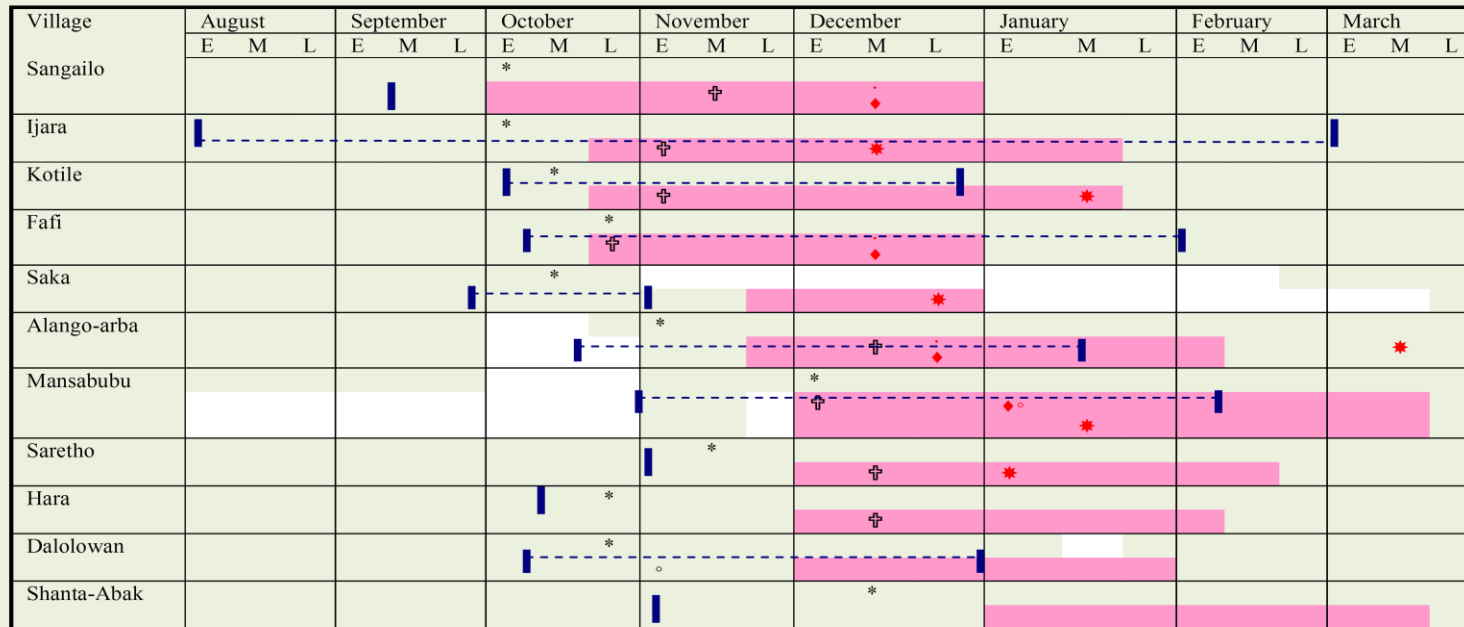 Village August September October November December January February March
E M L E M L E M L E M L E M L E M L E M L E M L
Sangailo *
Ijara *
Kotile *
Fafi *
Saka *
Alango-arba *
Mansabubu *
Saretho *
Hara *
Dalolowan *
Shanta-Abak *